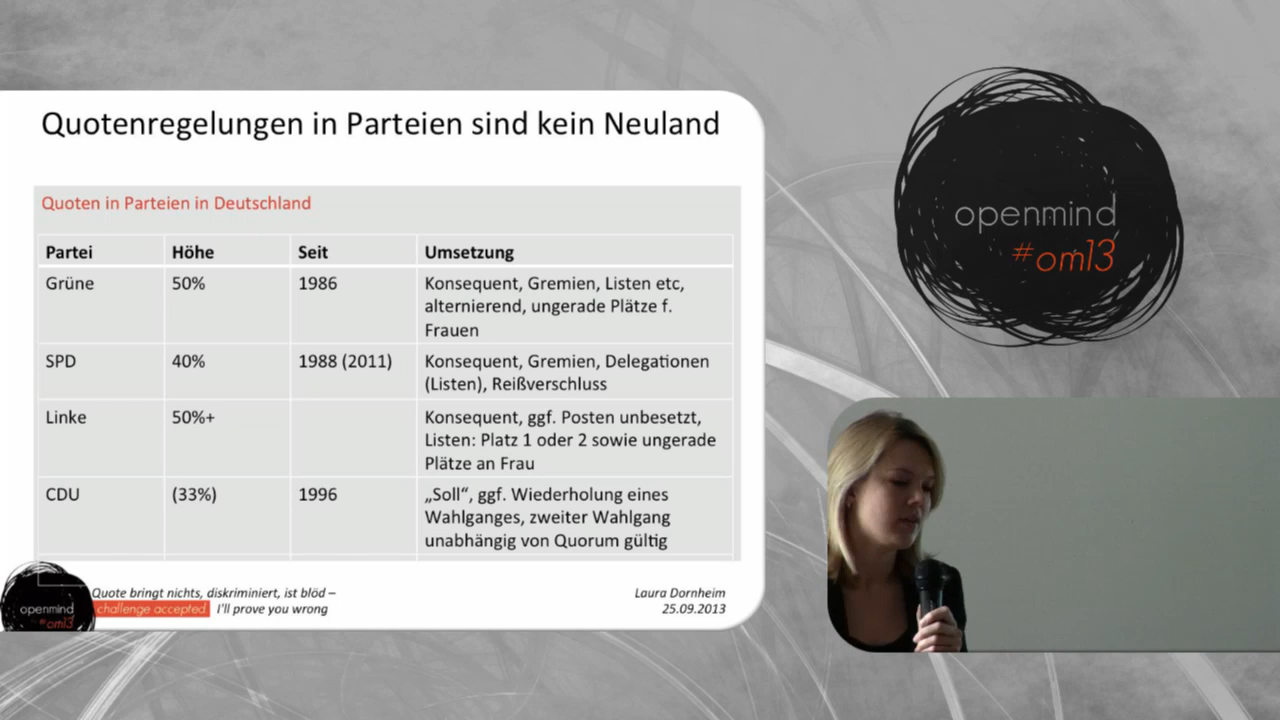 Quotenregelungen in Parteien sind kein Neuland
Quoten in Parteien in Deutschland
Partei Höhe Seit Umsetzung
Grüne 50% 1986 Konsequent, Gremien, Listen etc,
alternierend, ungerade Plätze f.
Frauen
SPD 40% 1988 (2011) Konsequent, Gremien, Delegationen
(Listen), Reißverschluss
Linke 50%+ Konsequent, ggf. Posten unbesetzt,
Listen: Platz 1 oder 2 sowie ungerade
Plätze an Frau
CDU (33%) 1996 „Soll“, ggf. Wiederholung eines
Wahlganges, zweiter Wahlgang
unabhängig von Quorum gültig
openmind
#om13
Quote bringt nichts, diskriminiert, ist blöd –
challenge accepted I'll prove you wrong
Laura Dornheim
25.09.2013
openmind
#om13